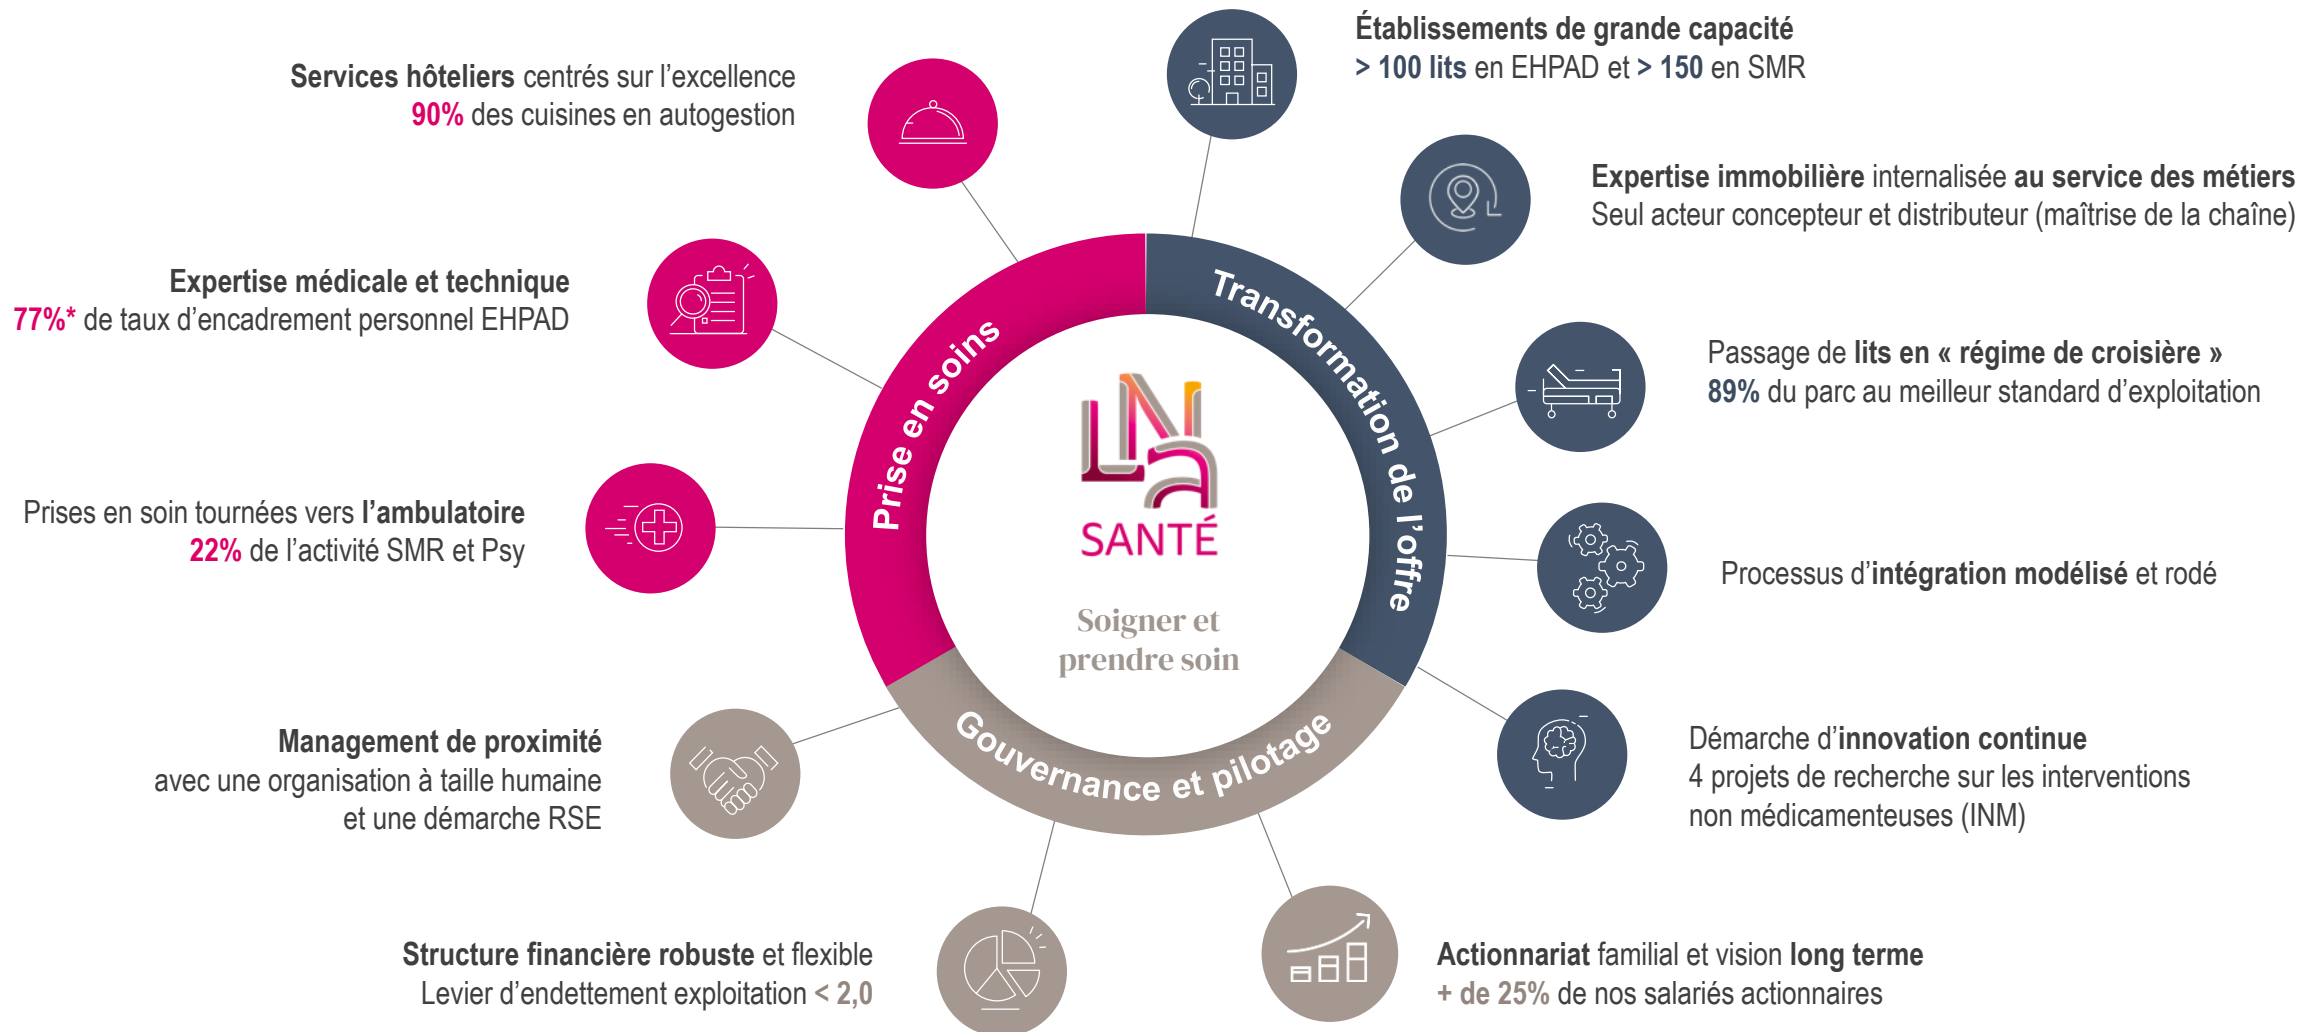 Services hôteliers centrés sur l’excellence
90% des cuisines en autogestion
Expertise médicale et technique
77%* de taux d’encadrement personnel EHPAD
Prises en soin tournées vers l’ambulatoire
22% de l’activité SMR et Psy
Management de proximité
avec une organisation à taille humaine
et une démarche RSE
Structure financière robuste et flexible
Levier d’endettement exploitation < 2,0
Prise en soins
Transformation de l’offre
Gouvernance et pilotage
LNa
SANTÉ
Soigner et
prendre soin
Établissements de grande capacité
> 100 lits en EHPAD et > 150 en SMR
Expertise immobilière internalisée au service des métiers
Seul acteur concepteur et distributeur (maîtrise de la chaîne)
Passage de lits en « régime de croisière »
89% du parc au meilleur standard d’exploitation
Processus d’intégration modélisé et rodé
Démarche d’innovation continue
4 projets de recherche sur les interventions
non médicamenteuses (INM)
Actionnariat familial et vision long terme
+ de 25% de nos salariés actionnaires